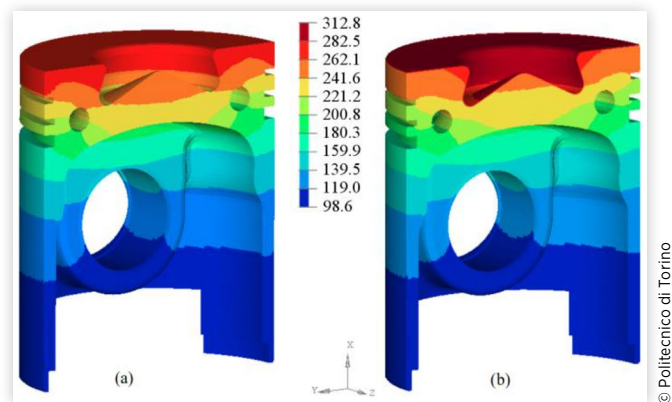 312.8
282.5
262.1
241.6
221.2
200.8
180.3
159.9
139.5
119.0
98.6
(a)
X
Y
Z
(b)
© Politecnico di Torino